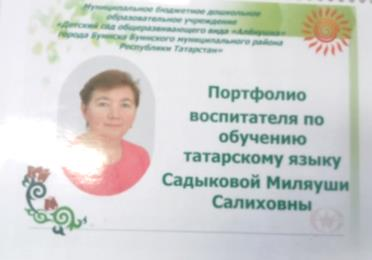 Муниципальное бюджетное дошкольное
образовательное учреждение
«Детский сад общеразвивающего вида «Аленушка»
города Буинска Буинского муниципального района
Республики Татарстан»
Портфолио
воспитателя по
обучению
татарскому языку
Садыковой Миляуши
Салиховны